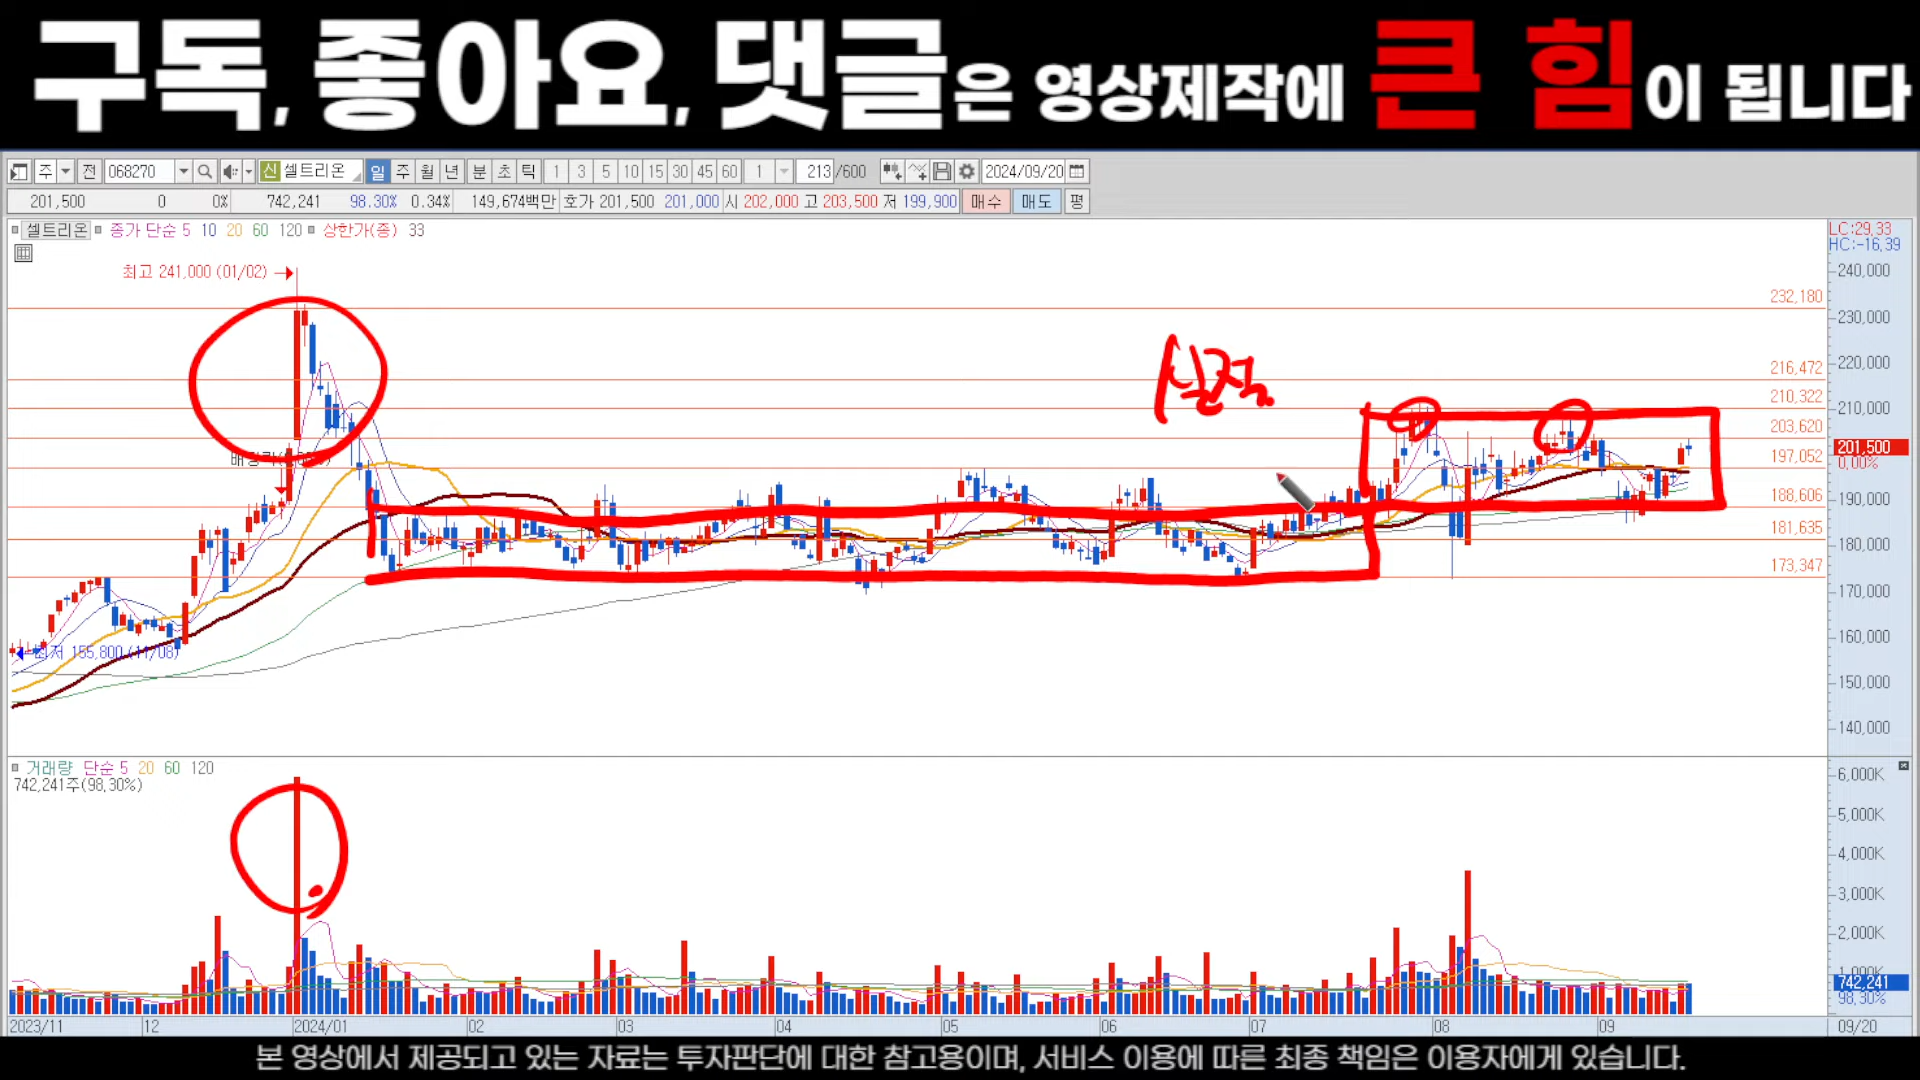 구독, 좋아요, 댓글은 영상제작에 큰 힘이 됩니다
주 전 068270 신 셀트리온 일 주 월 년 분 초 틱 1 3 5 10 15 30 45 60 1 213 /600 2024/09/20
201,500 0 0% 742,241 98.30% 0.34% 149,674백만 호가 201,500 201,000 시 202,000 고 203,500 저 199,900 매수 매도 평
셀트리온 종가 단순 5 10 20 60 120 상한가(종) 33
LC:29,33
HC:-16,39
최고 241,000 (01/02)
240,000
232,180
230,000
220,000
216,472
210,322
210,000
203,620
201,500
0.00%
197,052
190,000
188,606
181,635
180,000
173,347
170,000
160,000
150,000
140,000
실적
155,800 (11/08)
거래량 단순 5 20 60 120
742,241주(98,30%)
6,000K
5,000K
4,000K
3,000K
2,000K
1,000K
742,241
98,30%
2023/11 12 2024/01 02 03 04 05 06 07 08 09 09/20
본 영상에서 제공되고 있는 자료는 투자판단에 대한 참고용이며, 서비스 이용에 따른 최종 책임은 이용자에게 있습니다.